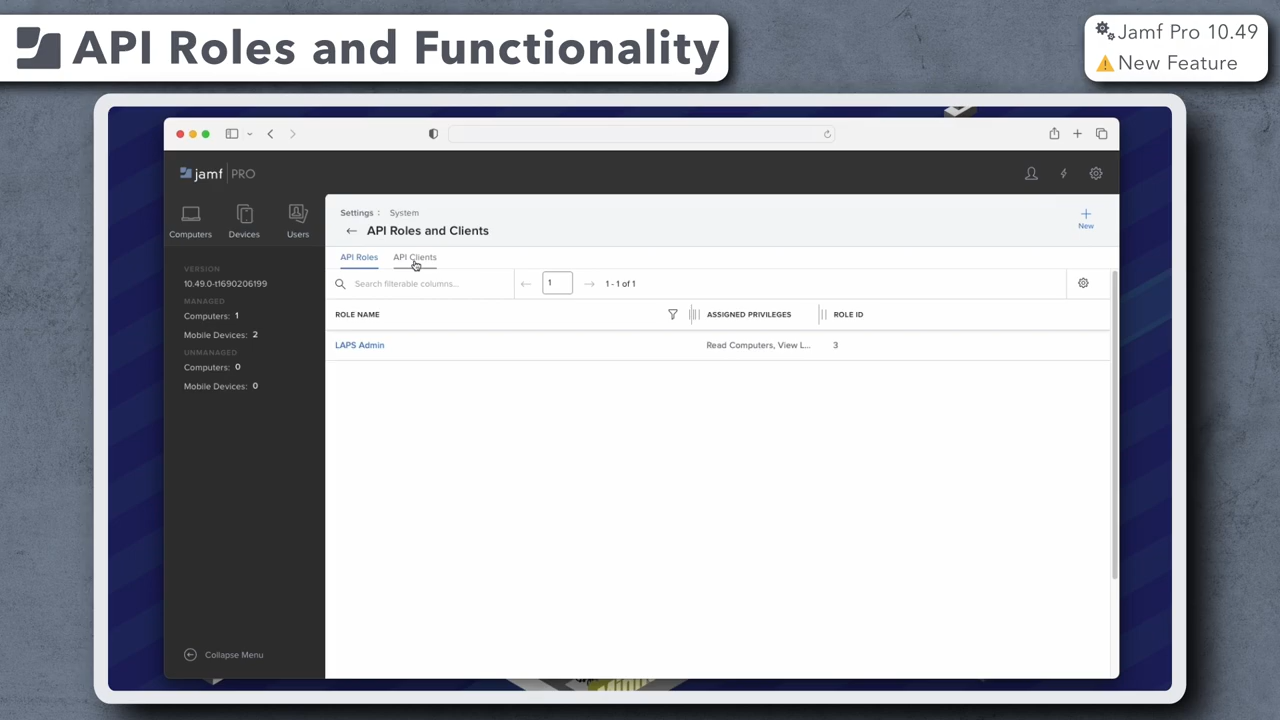 API Roles and Functionality
Jamf Pro 10.49
New Feature
jamf PRO
Computers
Devices
Users
VERSION
10.49.0-t1690206199
MANAGED
Computers: 1
Mobile Devices: 2
UNMANAGED
Computers: 0
Mobile Devices: 0
Collapse Menu
Settings : System
API Roles and Clients
New
API Roles API Clients
Search filterable columns... 1 1 - 1 of 1
ROLE NAME ASSIGNED PRIVILEGES ROLE ID
LAPS Admin Read Computers, View L... 3